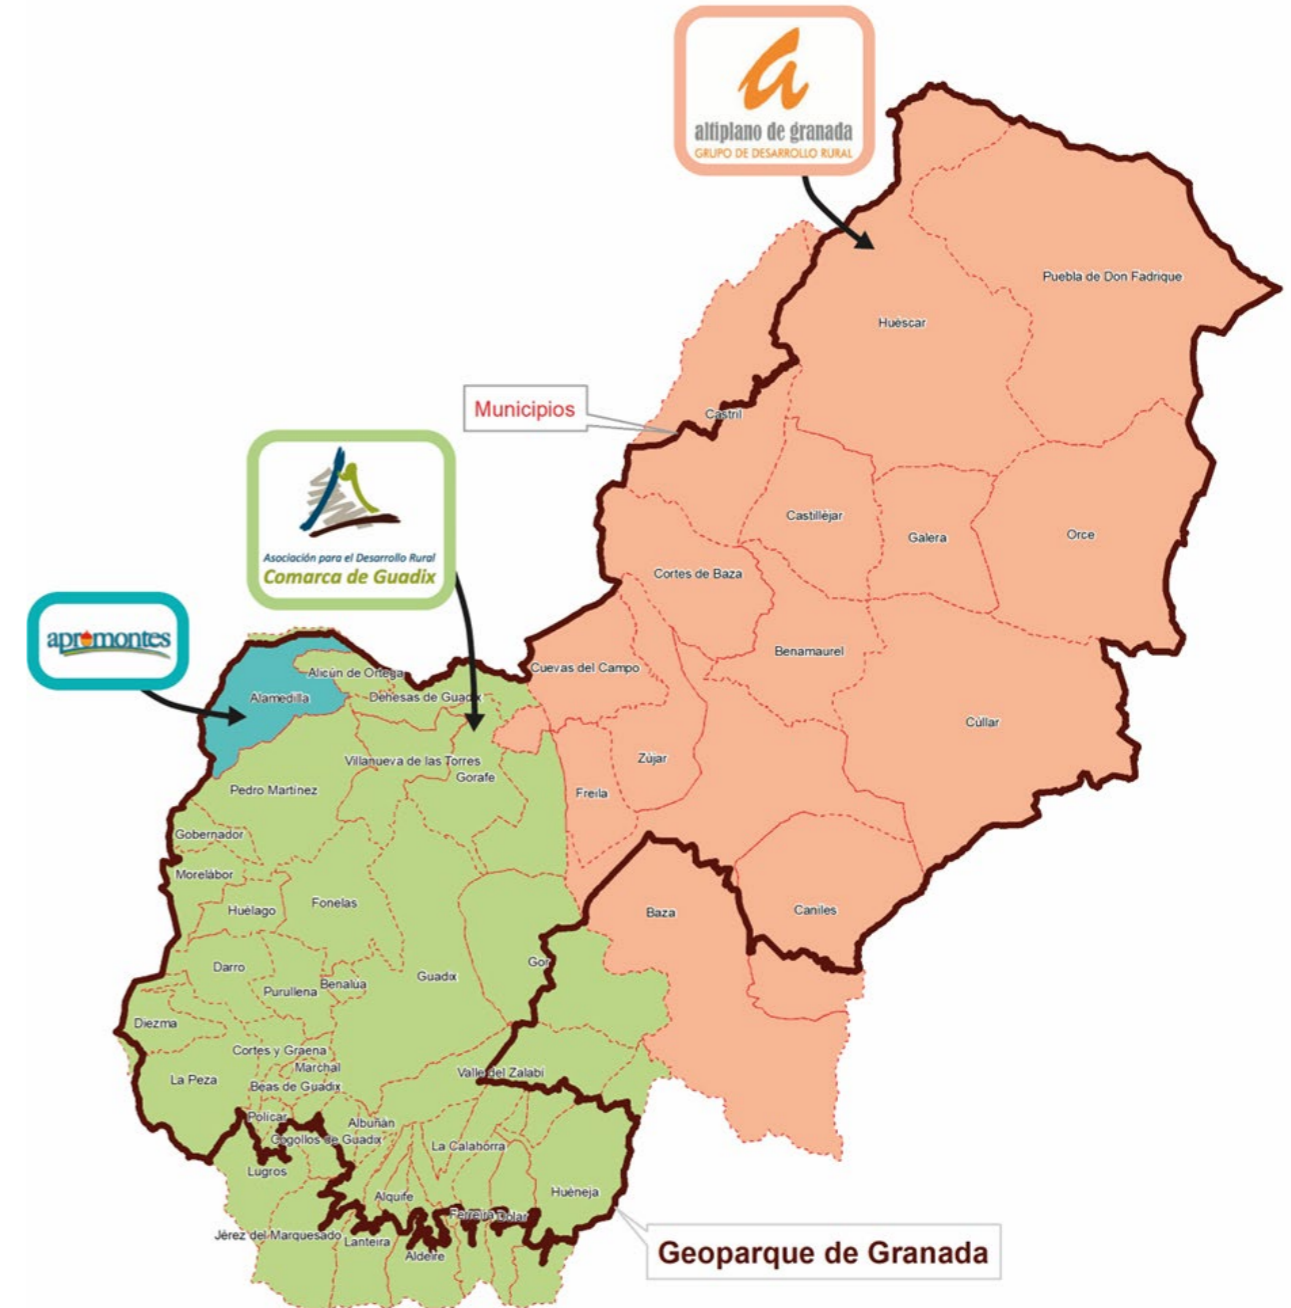 altiplano de granada
GRUPO DE DESARROLLO RURAL
Puebla de Don Fadrique
Huéscar
Municipios
Castril
Castilléjar
Galera
Orce
Asociación para el Desarrollo Rural
Comarca de Guadix
Cortes de Baza
apromontes
Benamaurel
Cuevas del Campo
Alicún de Ortega
Alamedilla
Dehesas de Guadix
Cúllar
Villanueva de las Torres
Zújar
Gorafe
Pedro Martínez
Freila
Gobernador
Morelábor
Huélago
Fonelas
Baza
Caniles
Gor
Darro
Guadix
Purullena
Benalúa
Diezma
Cortes y Graena
Marchal
Valle del Zalabí
La Peza
Beas de Guadix
Polícar
Albuñán
Cogollos de Guadix
La Calahorra
Lugros
Alquife
Huéneja
Ferreira
Dólar
Jérez del Marquesado
Lanteira
Aldeire
Geoparque de Granada